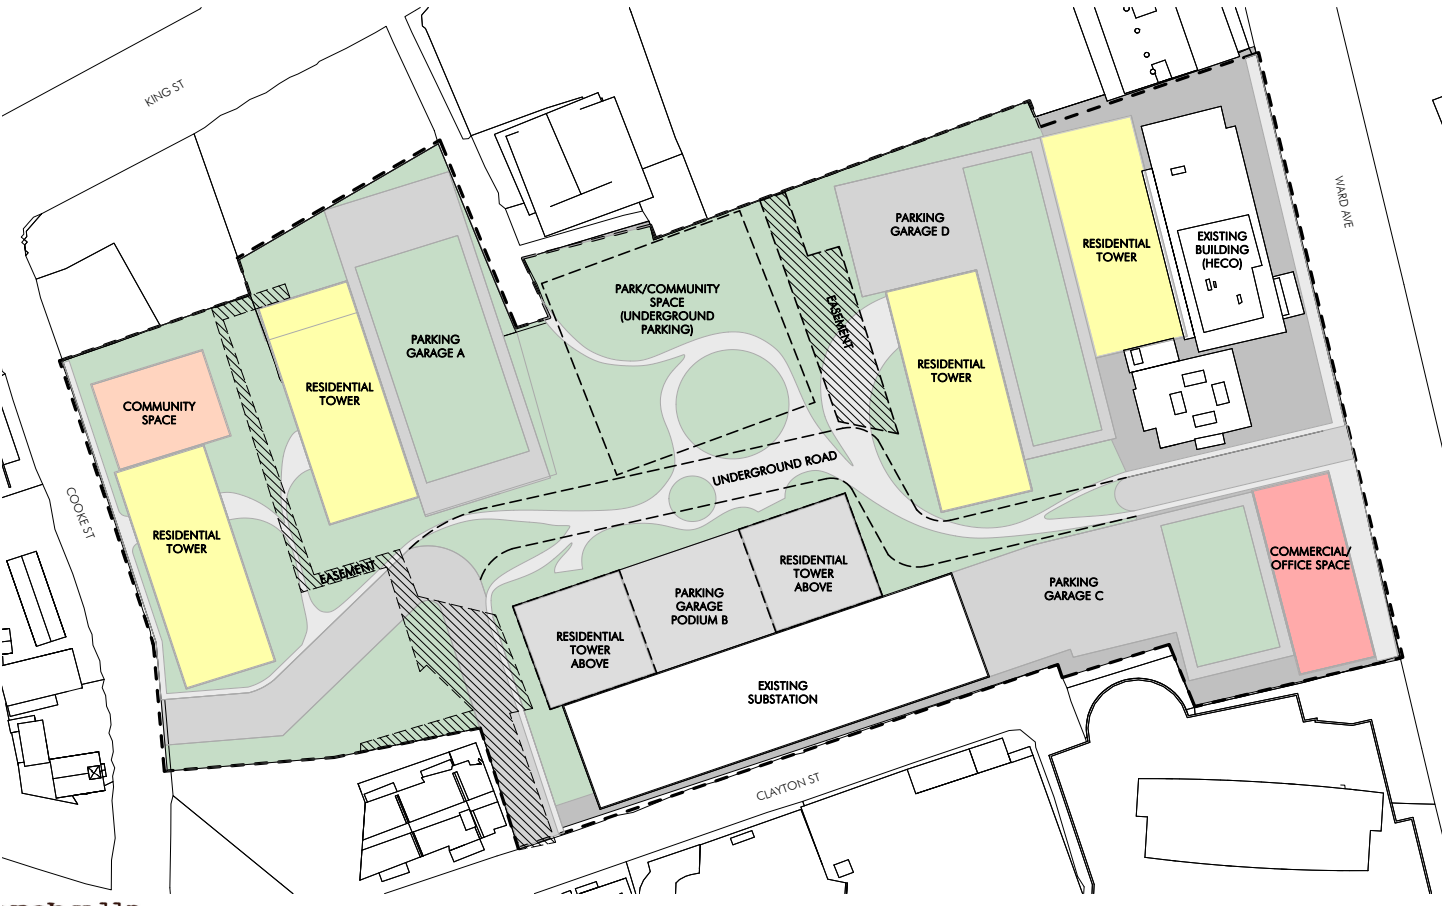 KING ST
WARD AVE
PARKING
GARAGE D
RESIDENTIAL
TOWER
EXISTING
BUILDING
(HECO)
PARK/COMMUNITY
SPACE
(UNDERGROUND
PARKING)
EASEMENT
PARKING
GARAGE A
RESIDENTIAL
TOWER
RESIDENTIAL
TOWER
COMMUNITY
SPACE
UNDERGROUND ROAD
COOKE ST
RESIDENTIAL
TOWER
EASEMENT
RESIDENTIAL
TOWER
ABOVE
PARKING
GARAGE
PODIUM B
RESIDENTIAL
TOWER
ABOVE
PARKING
GARAGE C
COMMERCIAL/
OFFICE SPACE
EXISTING
SUBSTATION
CLAYTON ST